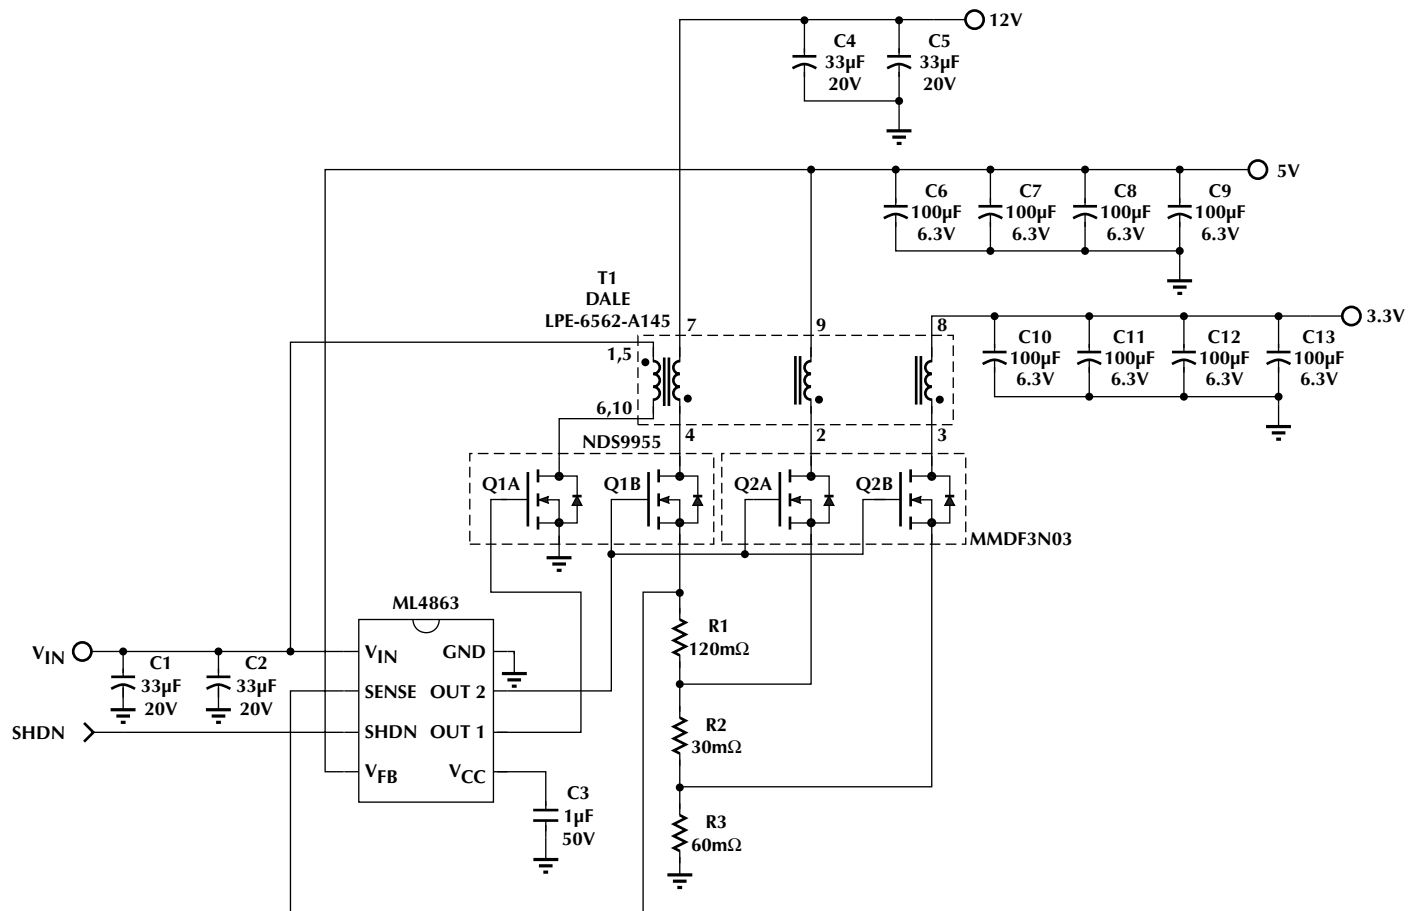 12V
C4
33µF
20V
C5
33µF
20V
5V
C6
100µF
6.3V
C7
100µF
6.3V
C8
100µF
6.3V
C9
100µF
6.3V
T1
DALE
LPE-6562-A145
7
9
8
3.3V
C10
100µF
6.3V
C11
100µF
6.3V
C12
100µF
6.3V
C13
100µF
6.3V
1,5
6,10
4
2
3
NDS9955
Q1A
Q1B
Q2A
Q2B
MMDF3N03
ML4863
VIN
C1
33µF
20V
C2
33µF
20V
SHDN
VIN
SENSE
SHDN
VFB
GND
OUT 2
OUT 1
VCC
C3
1µF
50V
R1
120mΩ
R2
30mΩ
R3
60mΩ